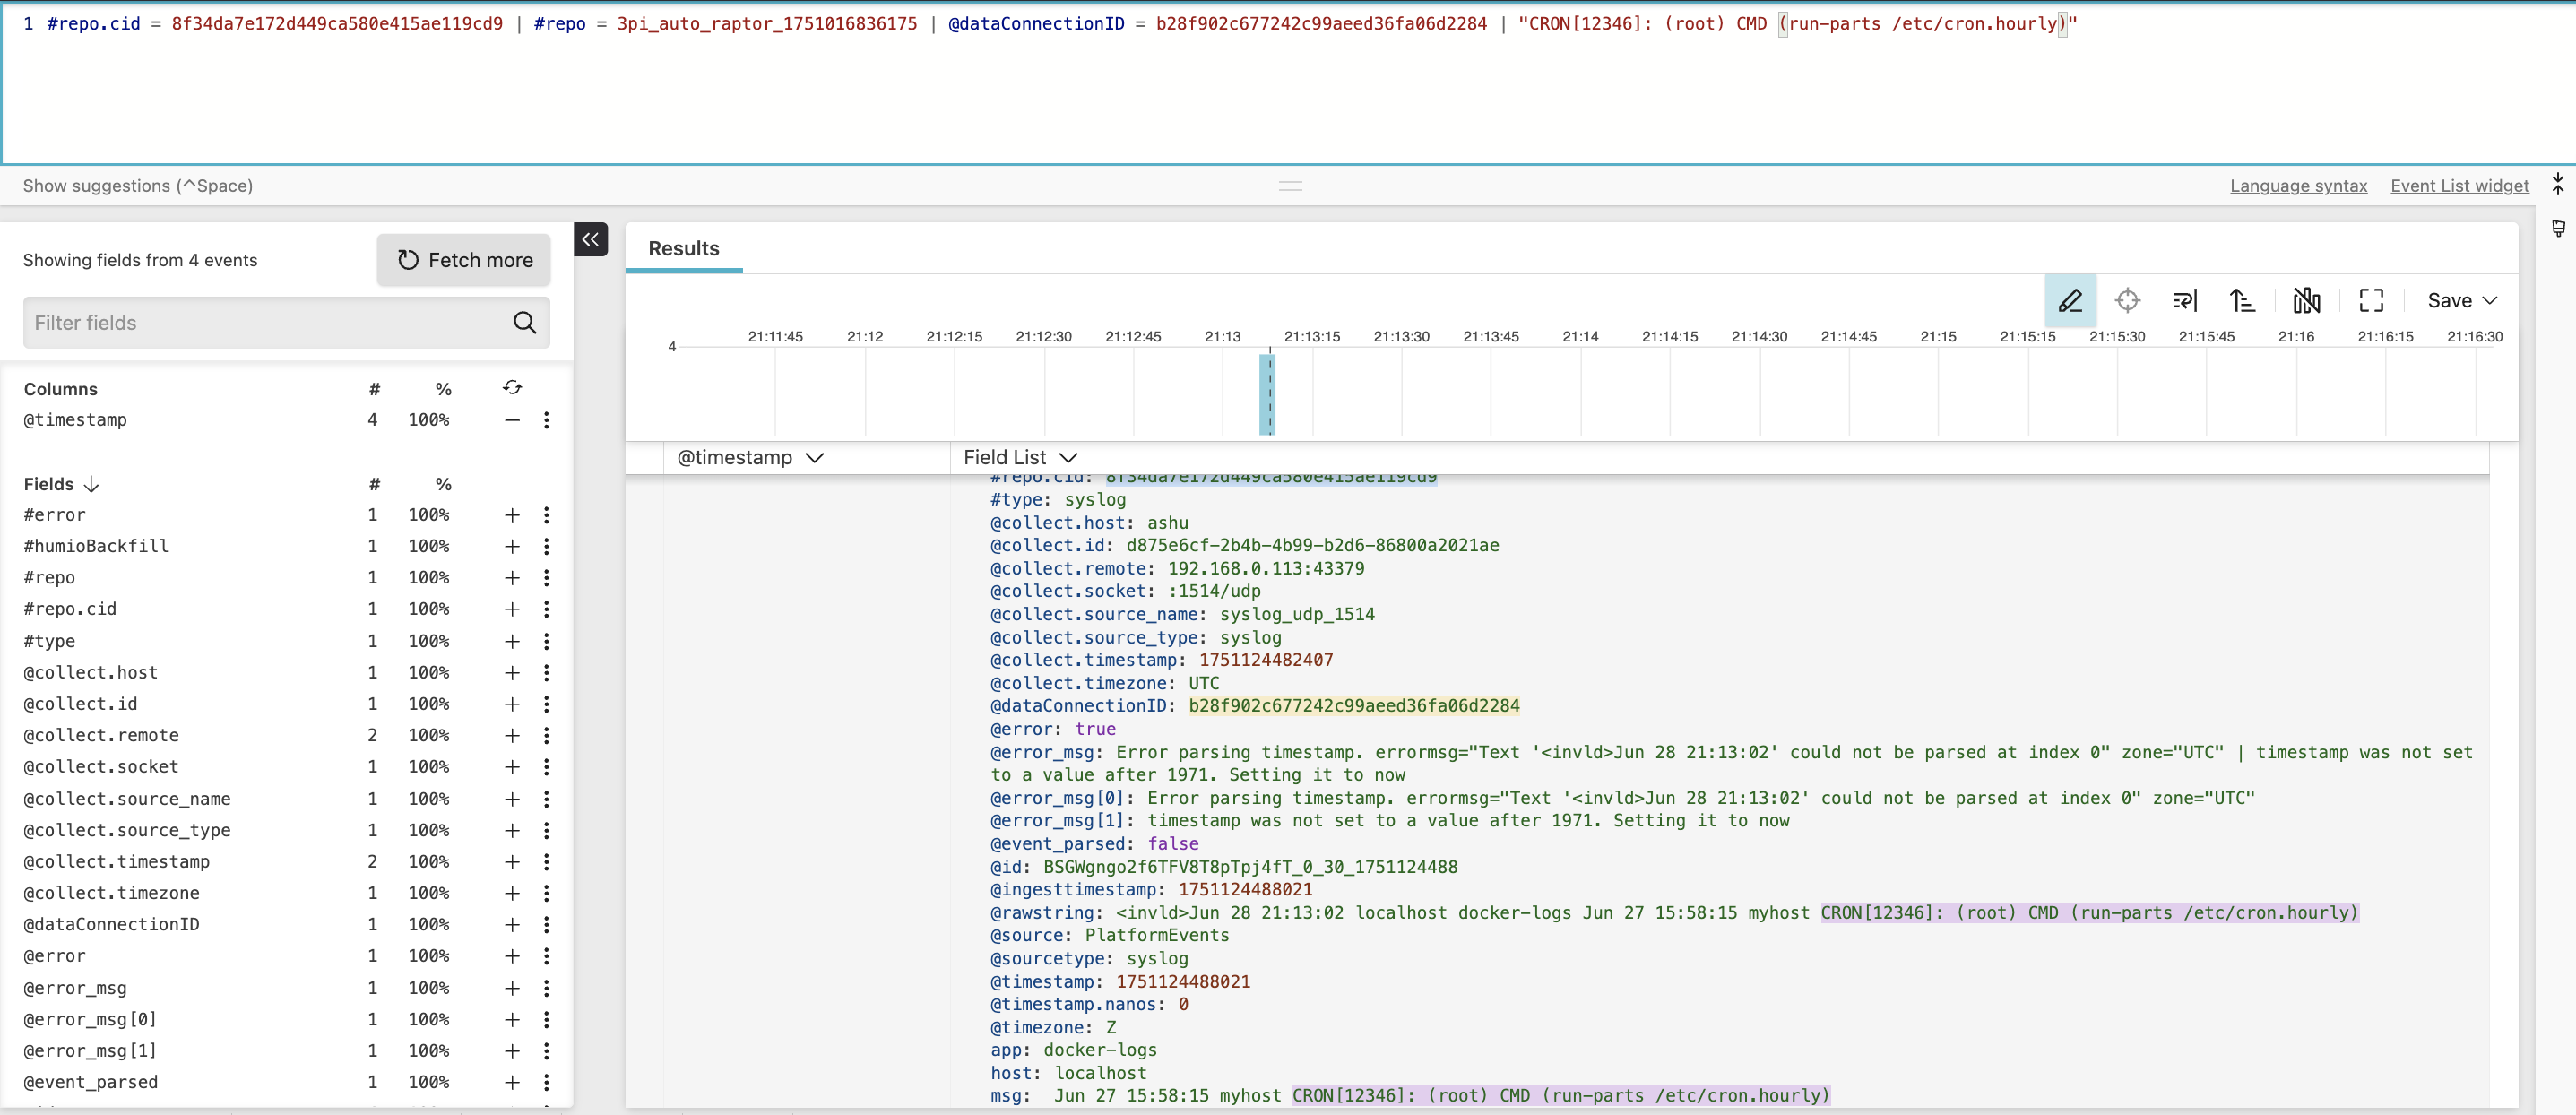 1 #repo.cid = 8f34da7e172d449ca580e415ae119cd9 | #repo = 3pi_auto_raptor_1751016836175 | @dataConnectionID = b28f902c677242c99aeed36fa06d2284 | "CRON[12346]: (root) CMD (run-parts /etc/cron.hourly)"
Show suggestions (^Space)
Language syntax Event List widget
Showing fields from 4 events
Fetch more
Filter fields
Columns # %
@timestamp 4 100%
Fields # %
#error 1 100%
#humioBackfill 1 100%
#repo 1 100%
#repo.cid 1 100%
#type 1 100%
@collect.host 1 100%
@collect.id 1 100%
@collect.remote 2 100%
@collect.socket 1 100%
@collect.source_name 1 100%
@collect.source_type 1 100%
@collect.timestamp 2 100%
@collect.timezone 1 100%
@dataConnectionID 1 100%
@error 1 100%
@error_msg 1 100%
@error_msg[0] 1 100%
@error_msg[1] 1 100%
@event_parsed 1 100%
Results
Save
21:11:45 21:12 21:12:15 21:12:30 21:12:45 21:13 21:13:15 21:13:30 21:13:45 21:14 21:14:15 21:14:30 21:14:45 21:15 21:15:15 21:15:30 21:15:45 21:16 21:16:15 21:16:30
4
@timestamp Field List
#repo.cid: 8f34da7e172d449ca580e415ae119cd9
#type: syslog
@collect.host: ashu
@collect.id: d875e6cf-2b4b-4b99-b2d6-86800a2021ae
@collect.remote: 192.168.0.113:43379
@collect.socket: :1514/udp
@collect.source_name: syslog_udp_1514
@collect.source_type: syslog
@collect.timestamp: 1751124482407
@collect.timezone: UTC
@dataConnectionID: b28f902c677242c99aeed36fa06d2284
@error: true
@error_msg: Error parsing timestamp. errormsg="Text '<invld>Jun 28 21:13:02' could not be parsed at index 0" zone="UTC" | timestamp was not set
to a value after 1971. Setting it to now
@error_msg[0]: Error parsing timestamp. errormsg="Text '<invld>Jun 28 21:13:02' could not be parsed at index 0" zone="UTC"
@error_msg[1]: timestamp was not set to a value after 1971. Setting it to now
@event_parsed: false
@id: BSGWgngo2f6TFV8T8pTpj4fT_0_30_1751124488
@ingesttimestamp: 1751124488021
@rawstring: <invld>Jun 28 21:13:02 localhost docker-logs Jun 27 15:58:15 myhost CRON[12346]: (root) CMD (run-parts /etc/cron.hourly)
@source: PlatformEvents
@sourcetype: syslog
@timestamp: 1751124488021
@timestamp.nanos: 0
@timezone: Z
app: docker-logs
host: localhost
msg: Jun 27 15:58:15 myhost CRON[12346]: (root) CMD (run-parts /etc/cron.hourly)